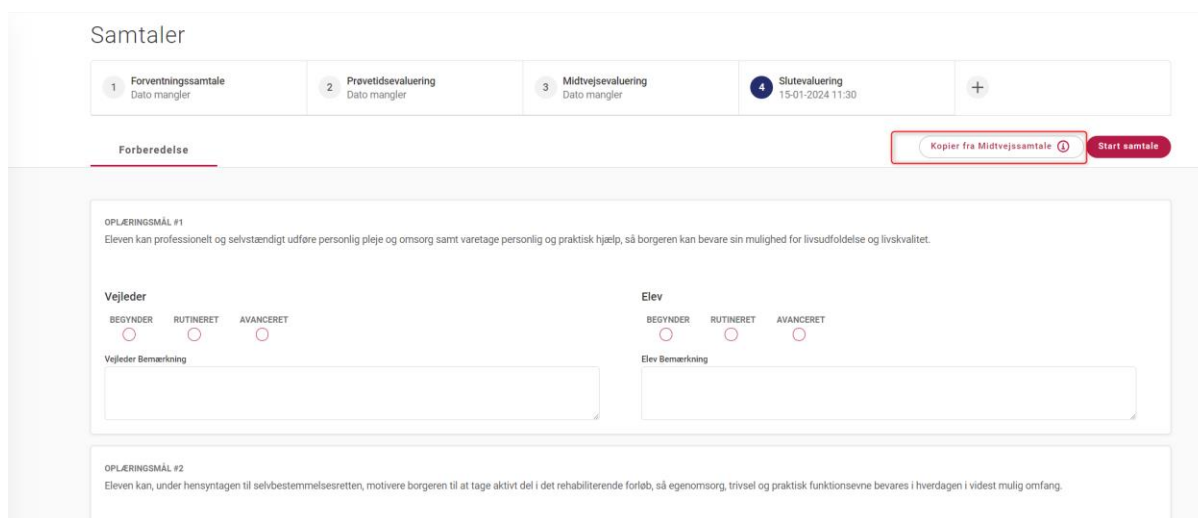 Samtaler
1 Forventningssamtale
Dato mangler
2 Prøvetidsevaluering
Dato mangler
3 Midtvejsevaluering
Dato mangler
4 Slutevaluering
15-01-2024 11:30
+
Forberedelse
Kopier fra Midtvejssamtale
Start samtale
OPLÆRINGSMÅL #1
Eleven kan professionelt og selvstændigt udføre personlig pleje og omsorg samt varetage personlig og praktisk hjælp, så borgeren kan bevare sin mulighed for livsudfoldelse og livskvalitet.
Vejleder
BEGYNDER RUTINERET AVANCERET
Vejleder Bemærkning
Elev
BEGYNDER RUTINERET AVANCERET
Elev Bemærkning
OPLÆRINGSMÅL #2
Eleven kan, under hensyntagen til selvbestemmelsesretten, motivere borgeren til at tage aktivt del i det rehabiliterende forløb, så egenomsorg, trivsel og praktisk funktionsevne bevares i hverdagen i videst mulig omfang.